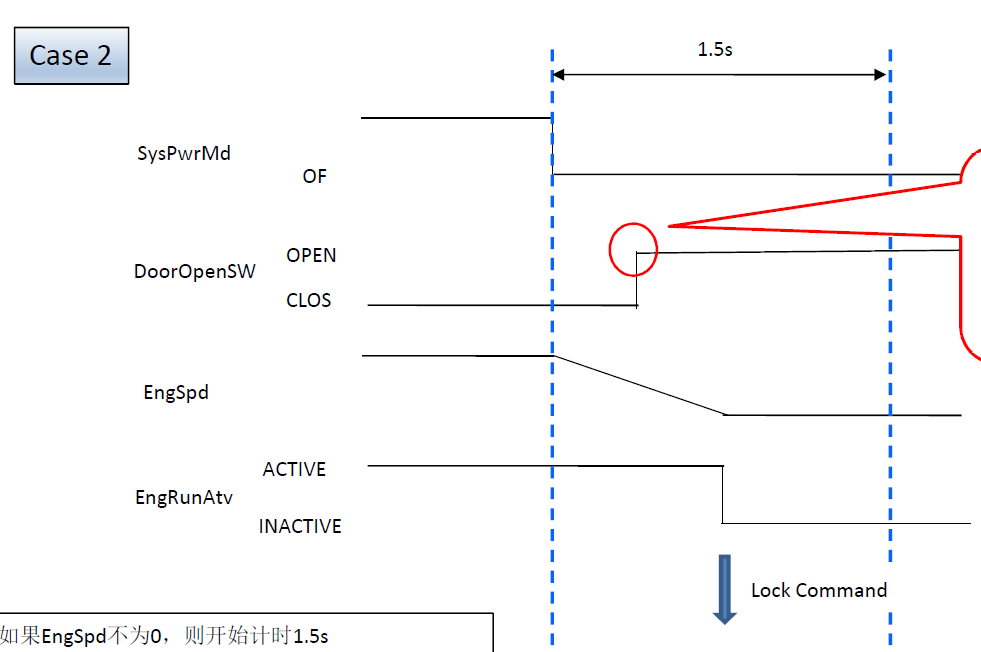 Case 2
1.5s
SysPwrMd
OF
OPEN
DoorOpenSW
CLOS
EngSpd
ACTIVE
EngRunAtv
INACTIVE
Lock Command
如果EngSpd不为0，则开始计时1.5s